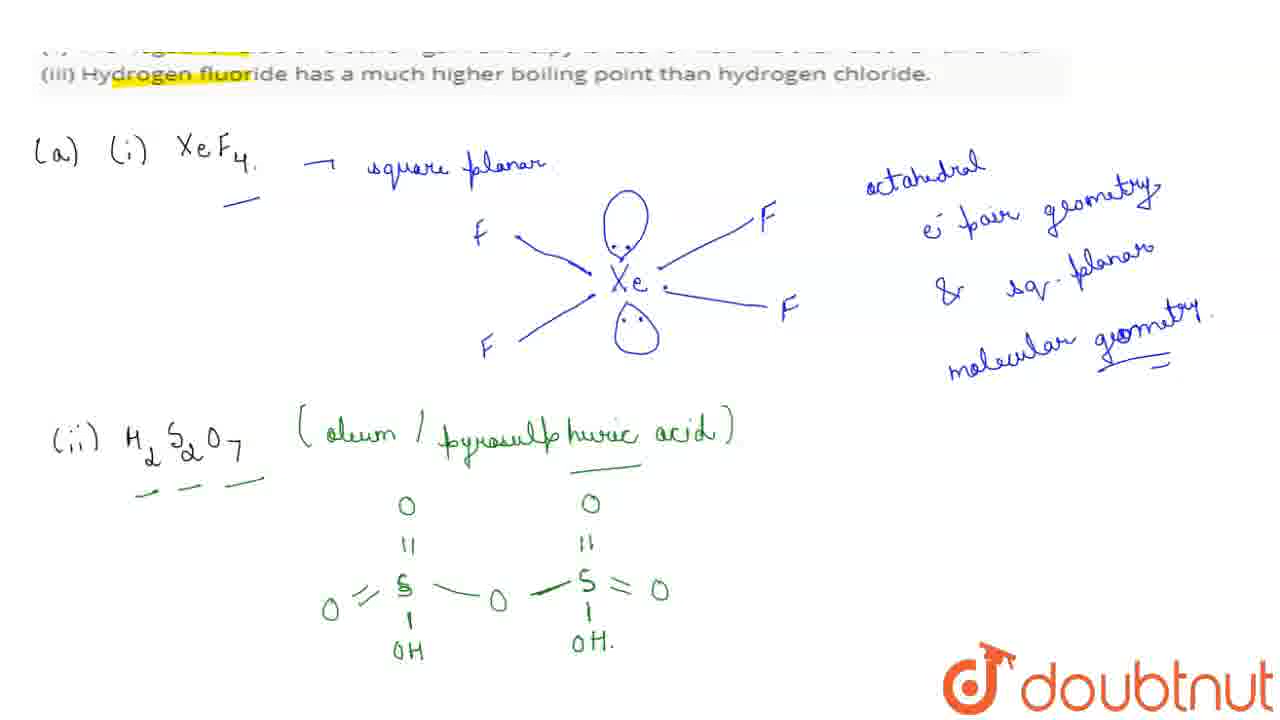 (iii) Hydrogen fluoride has a much higher boiling point than hydrogen chloride.
(a) (i) XeF4. → square planar.
octahedral
e⁻ pair geometry
& sq. planar
molecular geometry.
F F
Xe
F F
(ii) H2S2O7 (oleum / pyrosulphuric acid)
O O
|| ||
O = S — O — S = O
| |
OH OH.
doubtnut